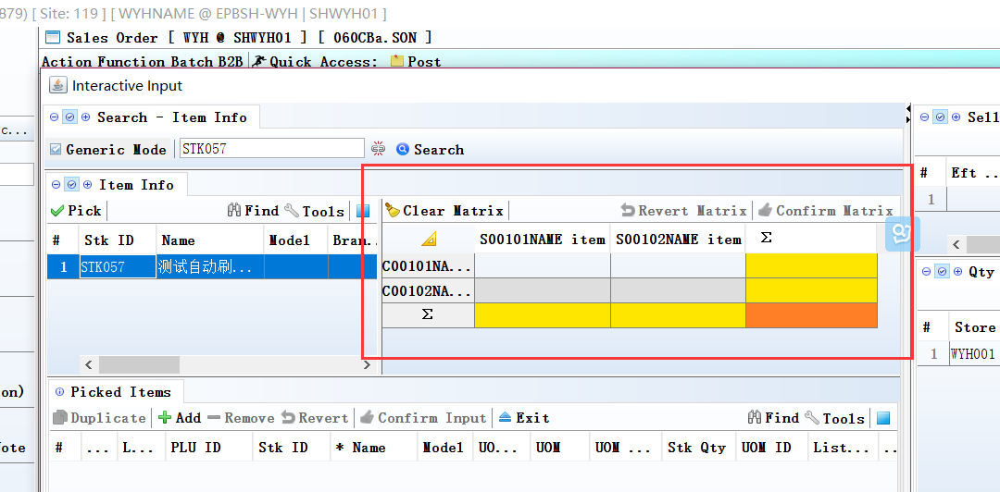 879) [ Site: 119 ] [ WYHNAME @ EPBSH-WYH | SHWYH01 ]
Sales Order [ WYH @ SHWYH01 ] [ 060CBa.SON ]
Action Function Batch B2B Quick Access: Post
Interactive Input
c...
Search - Item Info
Sell
Generic Mode STK057 Search
Item Info
# Eft ...
Pick Find Tools
Clear Matrix Revert Matrix Confirm Matrix
1
# Stk ID Name Model Bran...
S00101NAME item S00102NAME item Σ
1 STK057 测试自动刷...
C00101NA...
C00102NA...
Σ
Qty
# Store
1 WYH001
on)
Picked Items
Duplicate Add Remove Revert Confirm Input Exit Find Tools
Note
# ... L... PLU ID Stk ID * Name Model UO... UOM UOM ... Stk Qty UOM ID List... ..